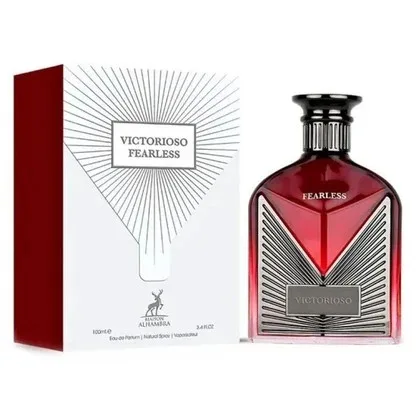 VICTORIOSO
FEARLESS
100ml e
3.4 FL.OZ.
MAISON
ALHAMBRA
Eau de Parfum | Natural Spray | Vaporisateur
FEARLESS
VICTORIOSO